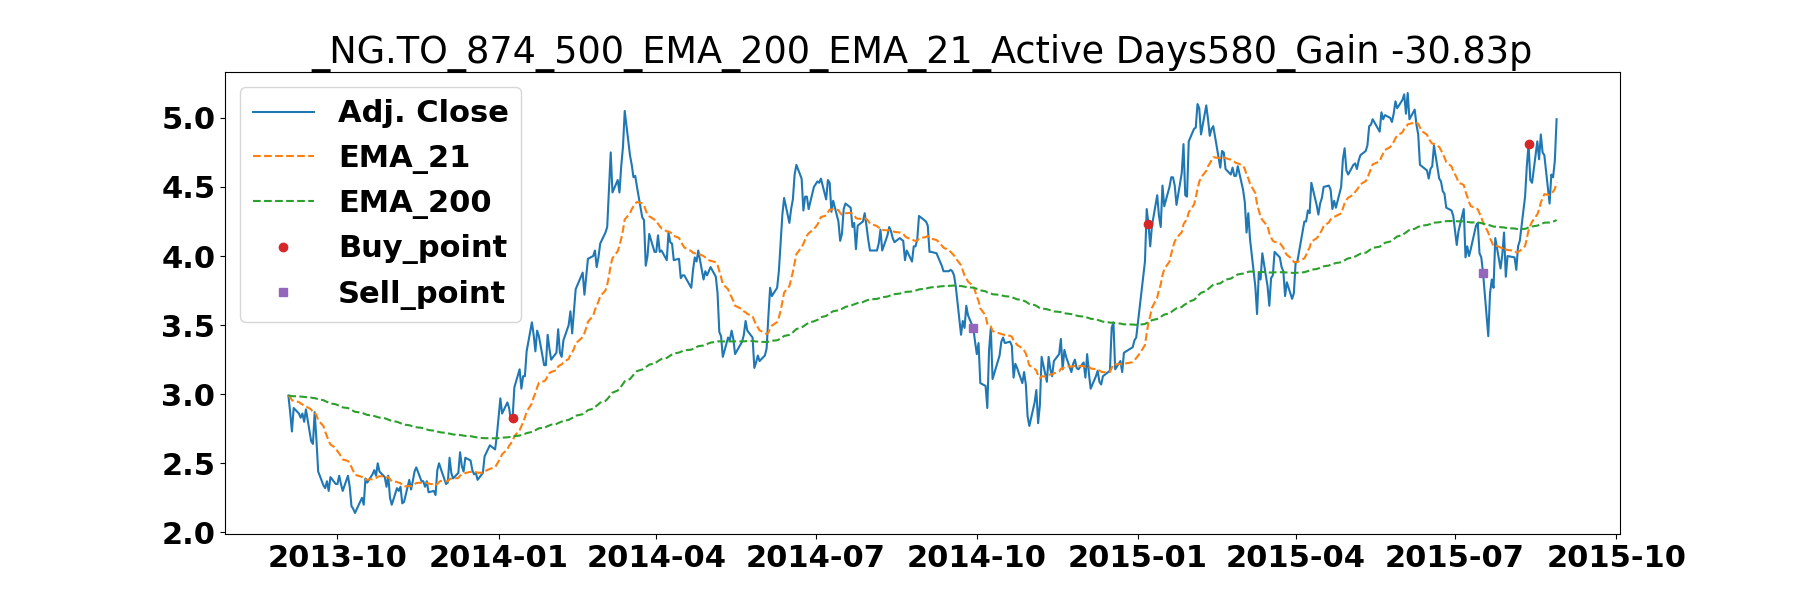 _NG.TO_874_500_EMA_200_EMA_21_Active Days580_Gain -30.83p
Adj. Close
EMA_21
EMA_200
Buy_point
Sell_point
5.0
4.5
4.0
3.5
3.0
2.5
2.0
2013-10 2014-01 2014-04 2014-07 2014-10 2015-01 2015-04 2015-07 2015-10